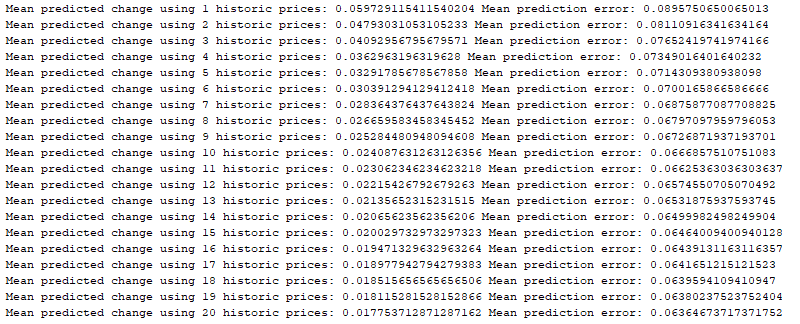 Mean predicted change using 1 historic prices: 0.059729115411540204 Mean prediction error: 0.0895750650065013
Mean predicted change using 2 historic prices: 0.04793031053105233 Mean prediction error: 0.08110916341634164
Mean predicted change using 3 historic prices: 0.04092956795679571 Mean prediction error: 0.07652419741974166
Mean predicted change using 4 historic prices: 0.0362963196319628 Mean prediction error: 0.07349016401640232
Mean predicted change using 5 historic prices: 0.03291785678567858 Mean prediction error: 0.0714309380938098
Mean predicted change using 6 historic prices: 0.030391294129412418 Mean prediction error: 0.0700165866586666
Mean predicted change using 7 historic prices: 0.028364376437643824 Mean prediction error: 0.06875877087708825
Mean predicted change using 8 historic prices: 0.026659583458345452 Mean prediction error: 0.06797097959796053
Mean predicted change using 9 historic prices: 0.025284480948094608 Mean prediction error: 0.06726871937193701
Mean predicted change using 10 historic prices: 0.024087631263126356 Mean prediction error: 0.0666857510751083
Mean predicted change using 11 historic prices: 0.023062346234623218 Mean prediction error: 0.06625363036303637
Mean predicted change using 12 historic prices: 0.02215426792679263 Mean prediction error: 0.06574550705070492
Mean predicted change using 13 historic prices: 0.02135652315231515 Mean prediction error: 0.06531875937593745
Mean predicted change using 14 historic prices: 0.02065623562356206 Mean prediction error: 0.06499982498249904
Mean predicted change using 15 historic prices: 0.020029732973297323 Mean prediction error: 0.06464009400940128
Mean predicted change using 16 historic prices: 0.019471329632963264 Mean prediction error: 0.06439131163116357
Mean predicted change using 17 historic prices: 0.018977942794279383 Mean prediction error: 0.0641651215121523
Mean predicted change using 18 historic prices: 0.018515656565656506 Mean prediction error: 0.0639594109410947
Mean predicted change using 19 historic prices: 0.018115281528152866 Mean prediction error: 0.06380237523752404
Mean predicted change using 20 historic prices: 0.017753712871287162 Mean prediction error: 0.06364673717371752